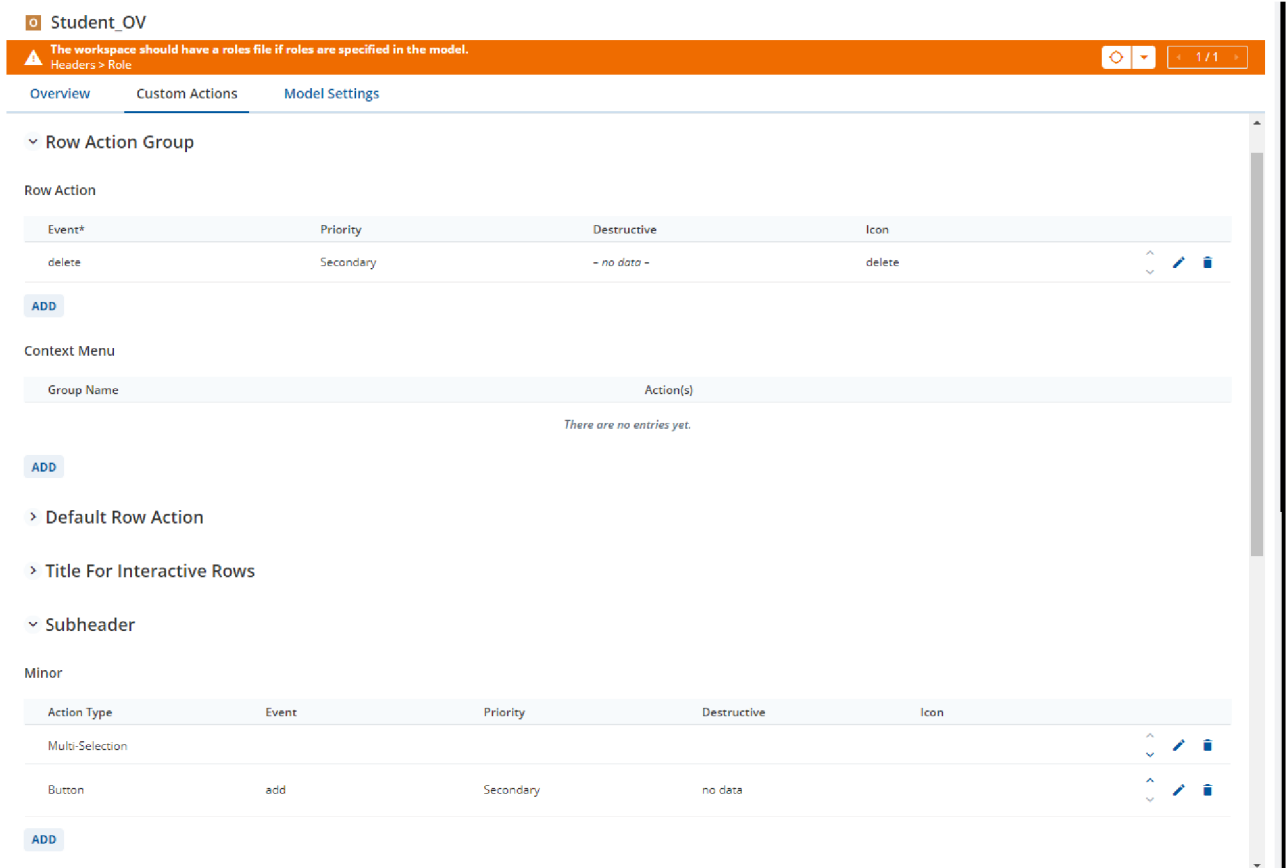 O Student_OV
The workspace should have a roles file if roles are specified in the model.
Headers > Role
1 / 1
Overview Custom Actions Model Settings
Row Action Group
Row Action
Event* Priority Destructive Icon
delete Secondary – no data – delete
ADD
Context Menu
Group Name Action(s)
There are no entries yet.
ADD
Default Row Action
Title For Interactive Rows
Subheader
Minor
Action Type Event Priority Destructive Icon
Multi-Selection
Button add Secondary no data
ADD